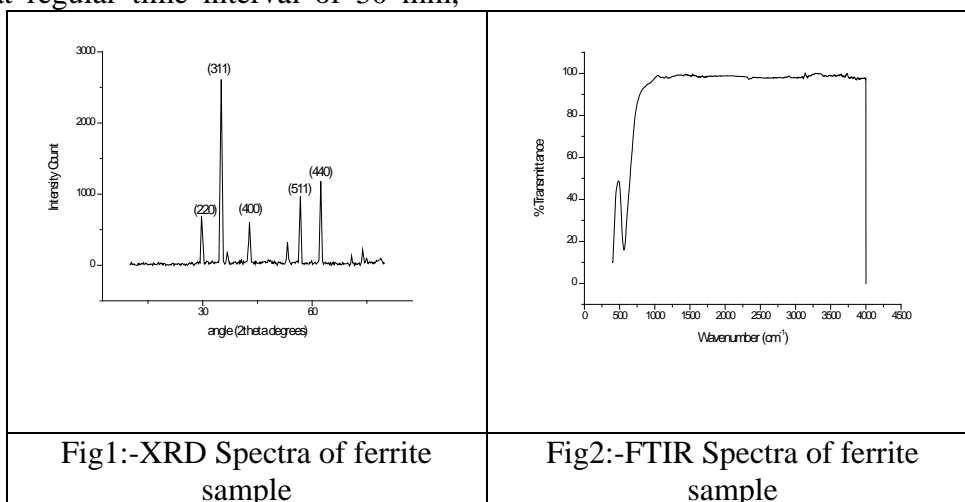 at regular time interval of 30 min,
3000
2000
1000
0
Intensity Count
(220)
(311)
(400)
(511)
(440)
30
60
angle (2theta degrees)
100
80
60
40
20
0
% Transmittance
0 500 1000 1500 2000 2500 3000 3500 4000 4500
Wavenumber (cm-1)
Fig1:-XRD Spectra of ferrite
sample
Fig2:-FTIR Spectra of ferrite
sample